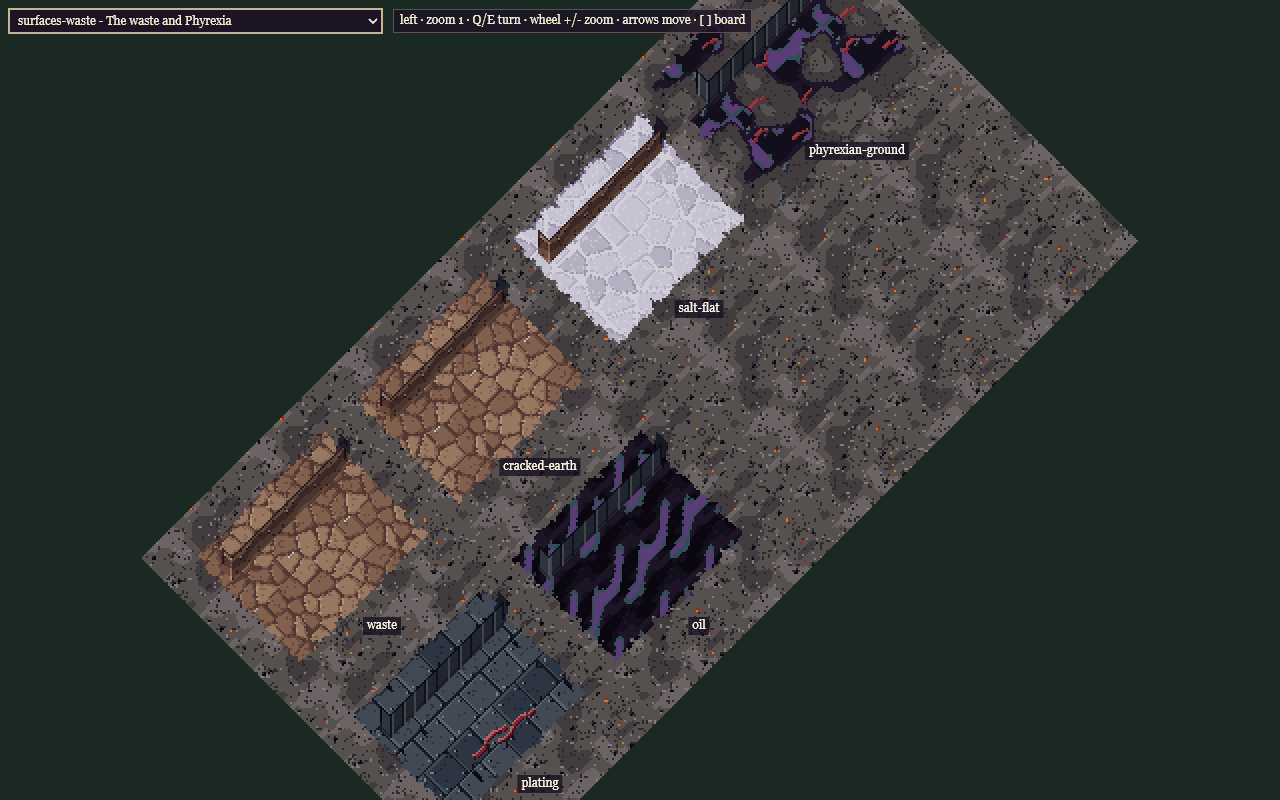 surfaces-waste - The waste and Phyrexia
left · zoom 1 · Q/E turn · wheel +/- zoom · arrows move · [ ] board
phyrexian-ground
salt-flat
cracked-earth
waste
oil
plating